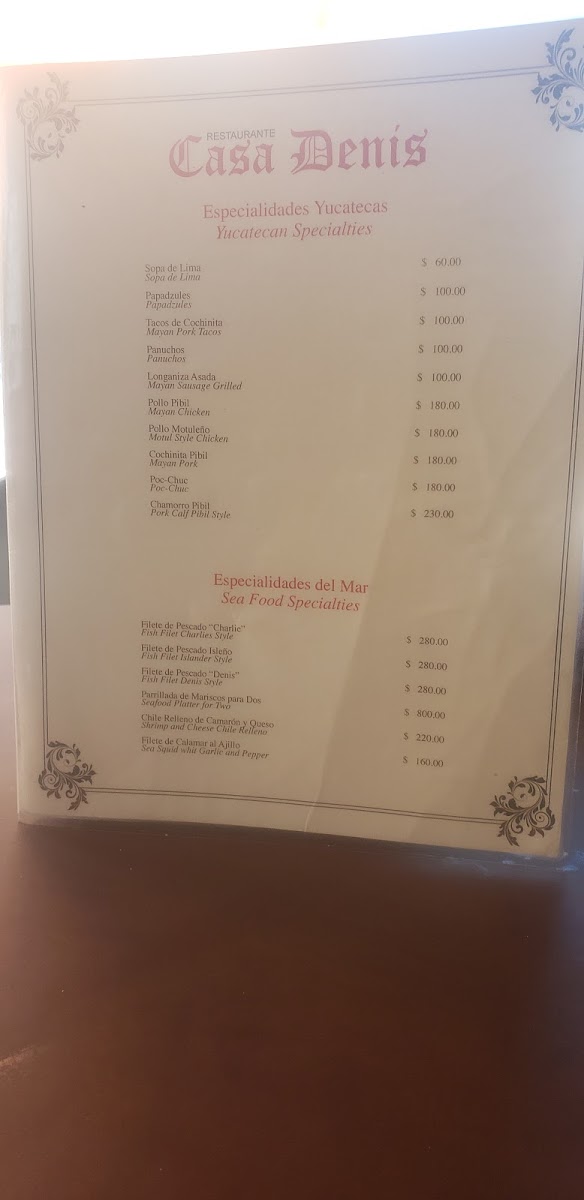 RESTAURANTE
Casa Denis
Especialidades Yucatecas
Yucatecan Specialties
Sopa de Lima $ 60.00
Sopa de Lima
Papadzules $ 100.00
Papadzules
Tacos de Cochinita $ 100.00
Mayan Pork Tacos
Panuchos $ 100.00
Panuchos
Longaniza Asada $ 100.00
Mayan Sausage Grilled
Pollo Pibil $ 180.00
Mayan Chicken
Pollo Motuleño $ 180.00
Motul Style Chicken
Cochinita Pibil $ 180.00
Mayan Pork
Poc-Chuc $ 180.00
Poc-Chuc
Chamorro Pibil $ 230.00
Pork Calf Pibil Style
Especialidades del Mar
Sea Food Specialties
Filete de Pescado "Charlie" $ 280.00
Fish Filet Charlies Style
Filete de Pescado Isleño $ 280.00
Fish Filet Islander Style
Filete de Pescado "Denis" $ 280.00
Fish Filet Denis Style
Parrillada de Mariscos para Dos $ 800.00
Seafood Platter for Two
Chile Relleno de Camarón y Queso $ 220.00
Shrimp and Cheese Chile Relleno
Filete de Calamar al Ajillo $ 160.00
Sea Squid whit Garlic and Pepper